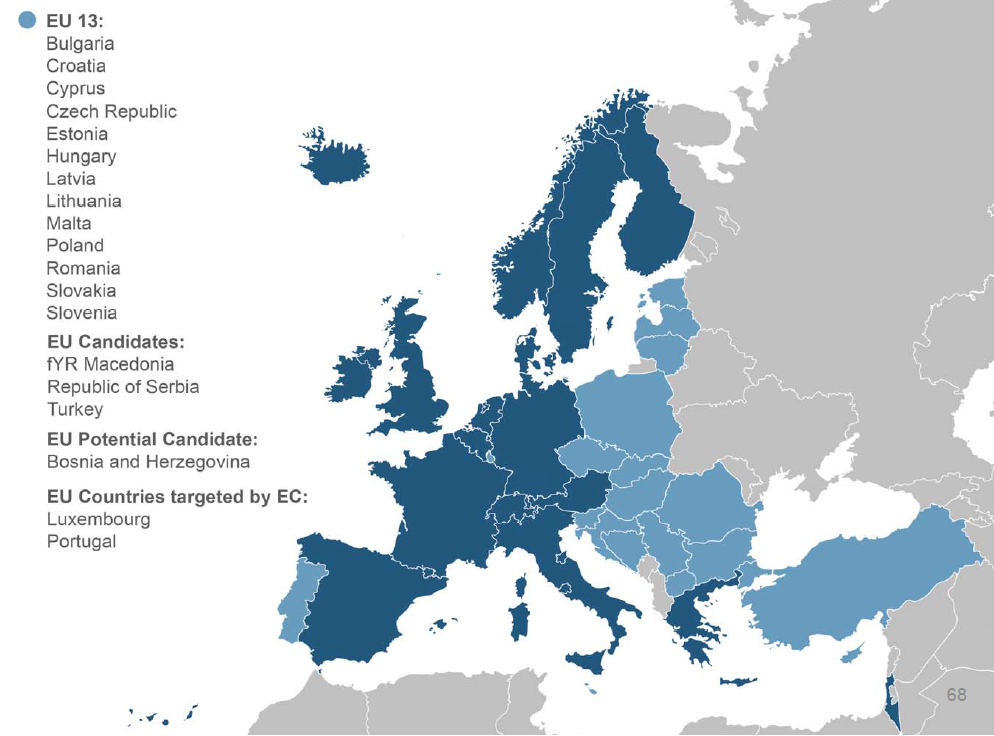 EU 13:
Bulgaria
Croatia
Cyprus
Czech Republic
Estonia
Hungary
Latvia
Lithuania
Malta
Poland
Romania
Slovakia
Slovenia
EU Candidates:
fYR Macedonia
Republic of Serbia
Turkey
EU Potential Candidate:
Bosnia and Herzegovina
EU Countries targeted by EC:
Luxembourg
Portugal
68